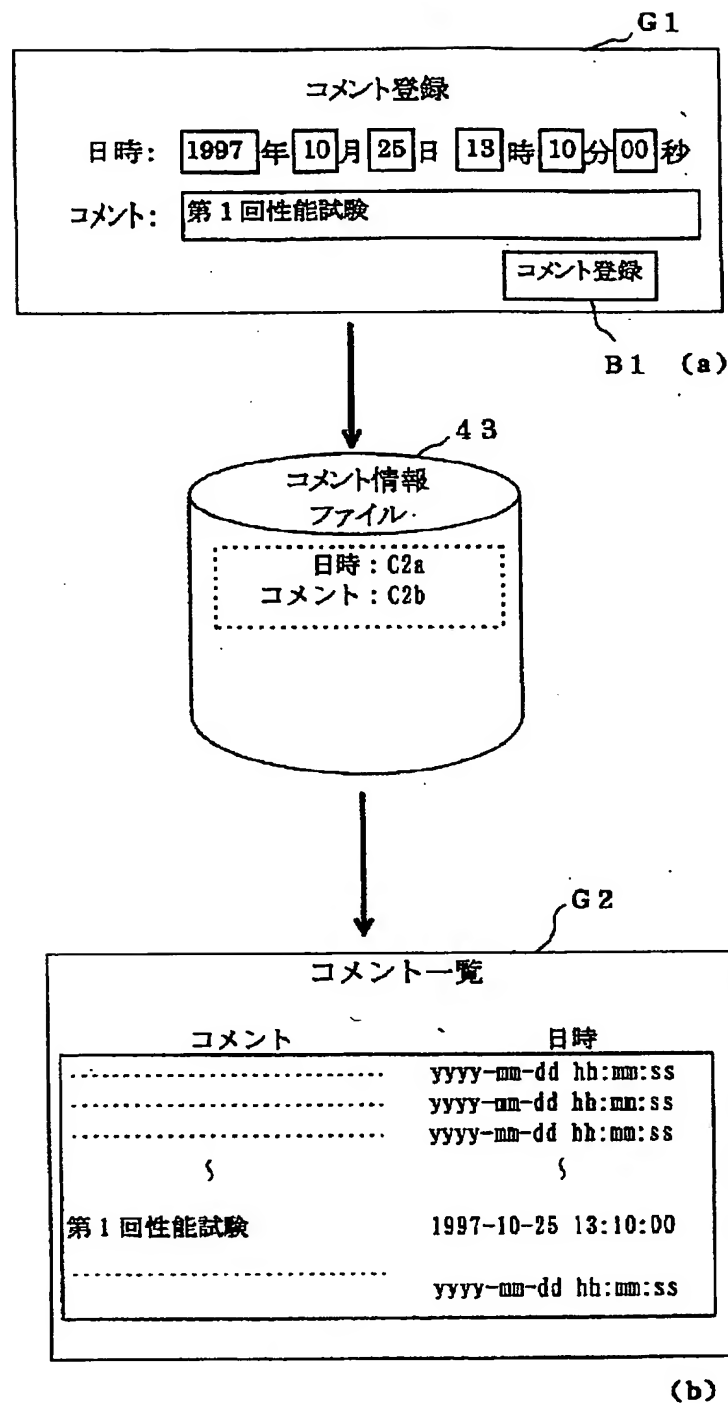 G1
コメント登録
日時: 1997 年 10 月 25 日 13 時 10 分 00 秒
コメント: 第1回性能試験
コメント登録
B1 (a)
43
コメント情報
ファイル
日時:C2a
コメント:C2b
G2
コメント一覧
コメント 日時
yyyy-mm-dd hh:mm:ss
yyyy-mm-dd hh:mm:ss
yyyy-mm-dd hh:mm:ss
第1回性能試験 1997-10-25 13:10:00
yyyy-mm-dd hh:mm:ss
(b)